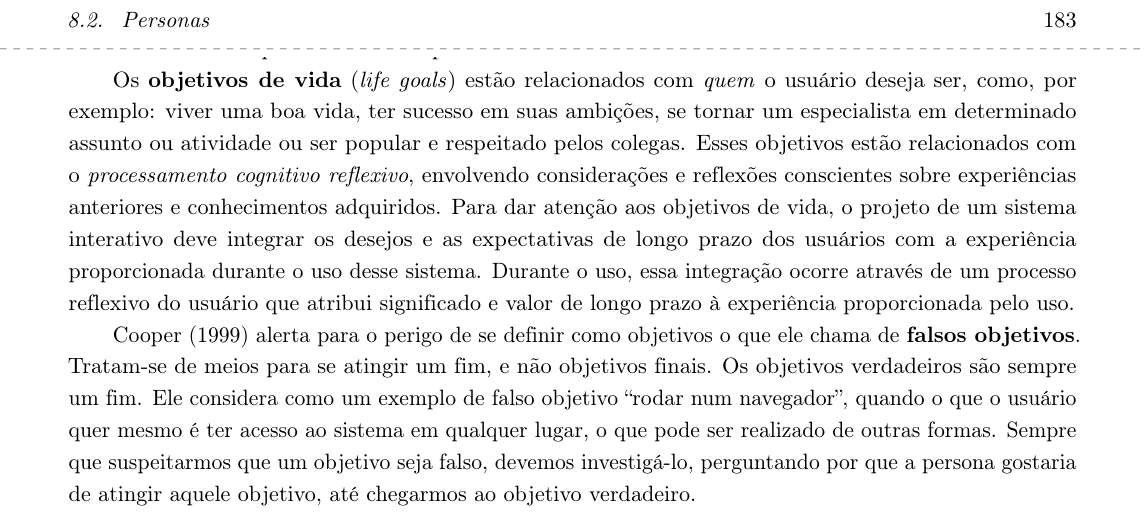 8.2. Personas 183
Os objetivos de vida (life goals) estão relacionados com quem o usuário deseja ser, como, por
exemplo: viver uma boa vida, ter sucesso em suas ambições, se tornar um especialista em determinado
assunto ou atividade ou ser popular e respeitado pelos colegas. Esses objetivos estão relacionados com
o processamento cognitivo reflexivo, envolvendo considerações e reflexões conscientes sobre experiências
anteriores e conhecimentos adquiridos. Para dar atenção aos objetivos de vida, o projeto de um sistema
interativo deve integrar os desejos e as expectativas de longo prazo dos usuários com a experiência
proporcionada durante o uso desse sistema. Durante o uso, essa integração ocorre através de um processo
reflexivo do usuário que atribui significado e valor de longo prazo à experiência proporcionada pelo uso.
Cooper (1999) alerta para o perigo de se definir como objetivos o que ele chama de falsos objetivos.
Tratam-se de meios para se atingir um fim, e não objetivos finais. Os objetivos verdadeiros são sempre
um fim. Ele considera como um exemplo de falso objetivo “rodar num navegador”, quando o que o usuário
quer mesmo é ter acesso ao sistema em qualquer lugar, o que pode ser realizado de outras formas. Sempre
que suspeitarmos que um objetivo seja falso, devemos investigá-lo, perguntando por que a persona gostaria
de atingir aquele objetivo, até chegarmos ao objetivo verdadeiro.